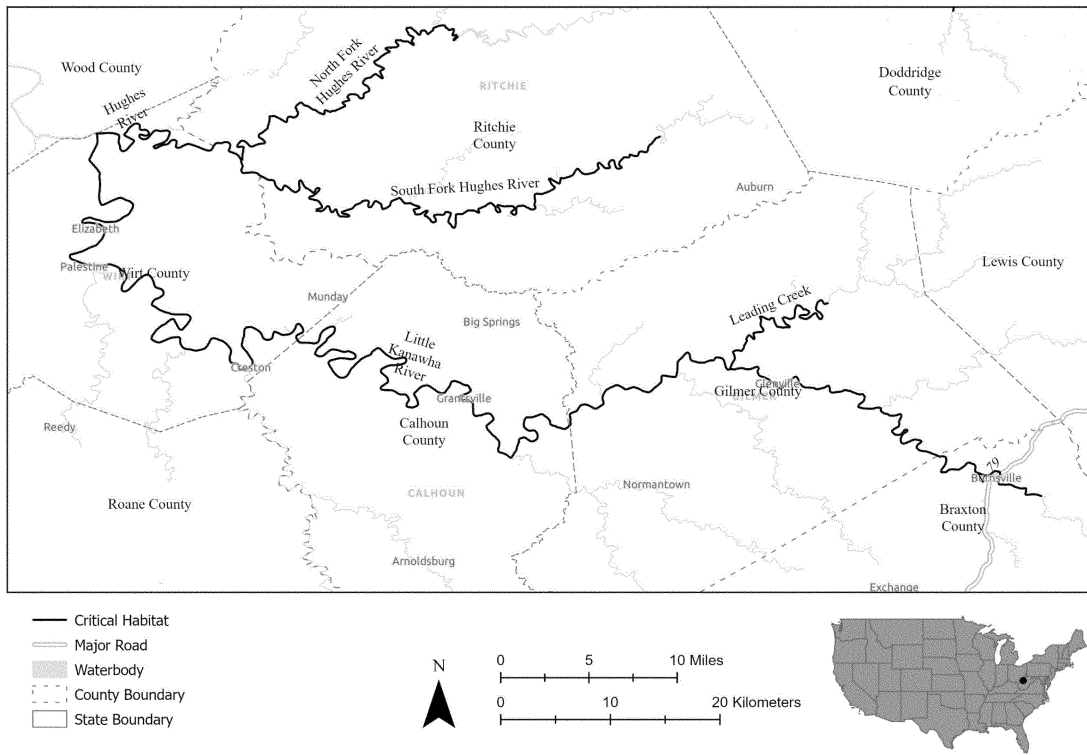 Wood County
Hughes
River
North Fork
Hughes River
RITCHIE
Ritchie
County
Doddridge
County
South Fork Hughes River
Auburn
Elizabeth
Palestine
Wirt County
Lewis County
Munday
Big Springs
Leading Creek
Little
Kanawha
River
Creston
Grantsville
Glenville
Gilmer County
GILMER
Calhoun
County
Reedy
79
Burnsville
Normantown
CALHOUN
Roane County
Braxton
County
Arnoldsburg
Exchange
Critical Habitat
Major Road
Waterbody
County Boundary
State Boundary
N
0 5 10 Miles
0 10 20 Kilometers